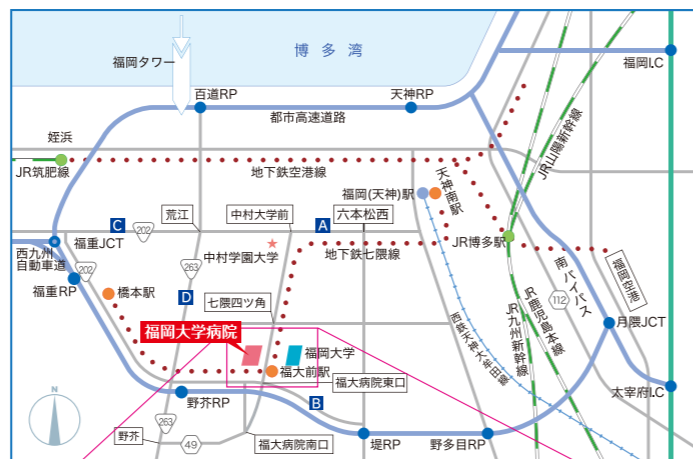 博多湾
福岡タワー
福岡I.C
百道RP
天神RP
都市高速道路
姪浜
JR筑肥線
地下鉄空港線
JR山陽新幹線
福岡(天神)駅
天神南駅
荒江
中村大学前
六本松西
C
202
A
福重JCT
中村学園大学
地下鉄七隈線
JR博多駅
西九州
自動車道
202
263
福岡空港
福重RP
橋本駅
D
七隈四ツ角
南バイパス
112
JR鹿児島本線
JR九州新幹線
月隈JCT
西鉄天神大牟田線
福岡大学病院
福岡大学
福大前駅
福大病院東口
太宰府I.C
N
野芥RP
B
263
野芥
49
福大病院南口
堤RP
野多目RP